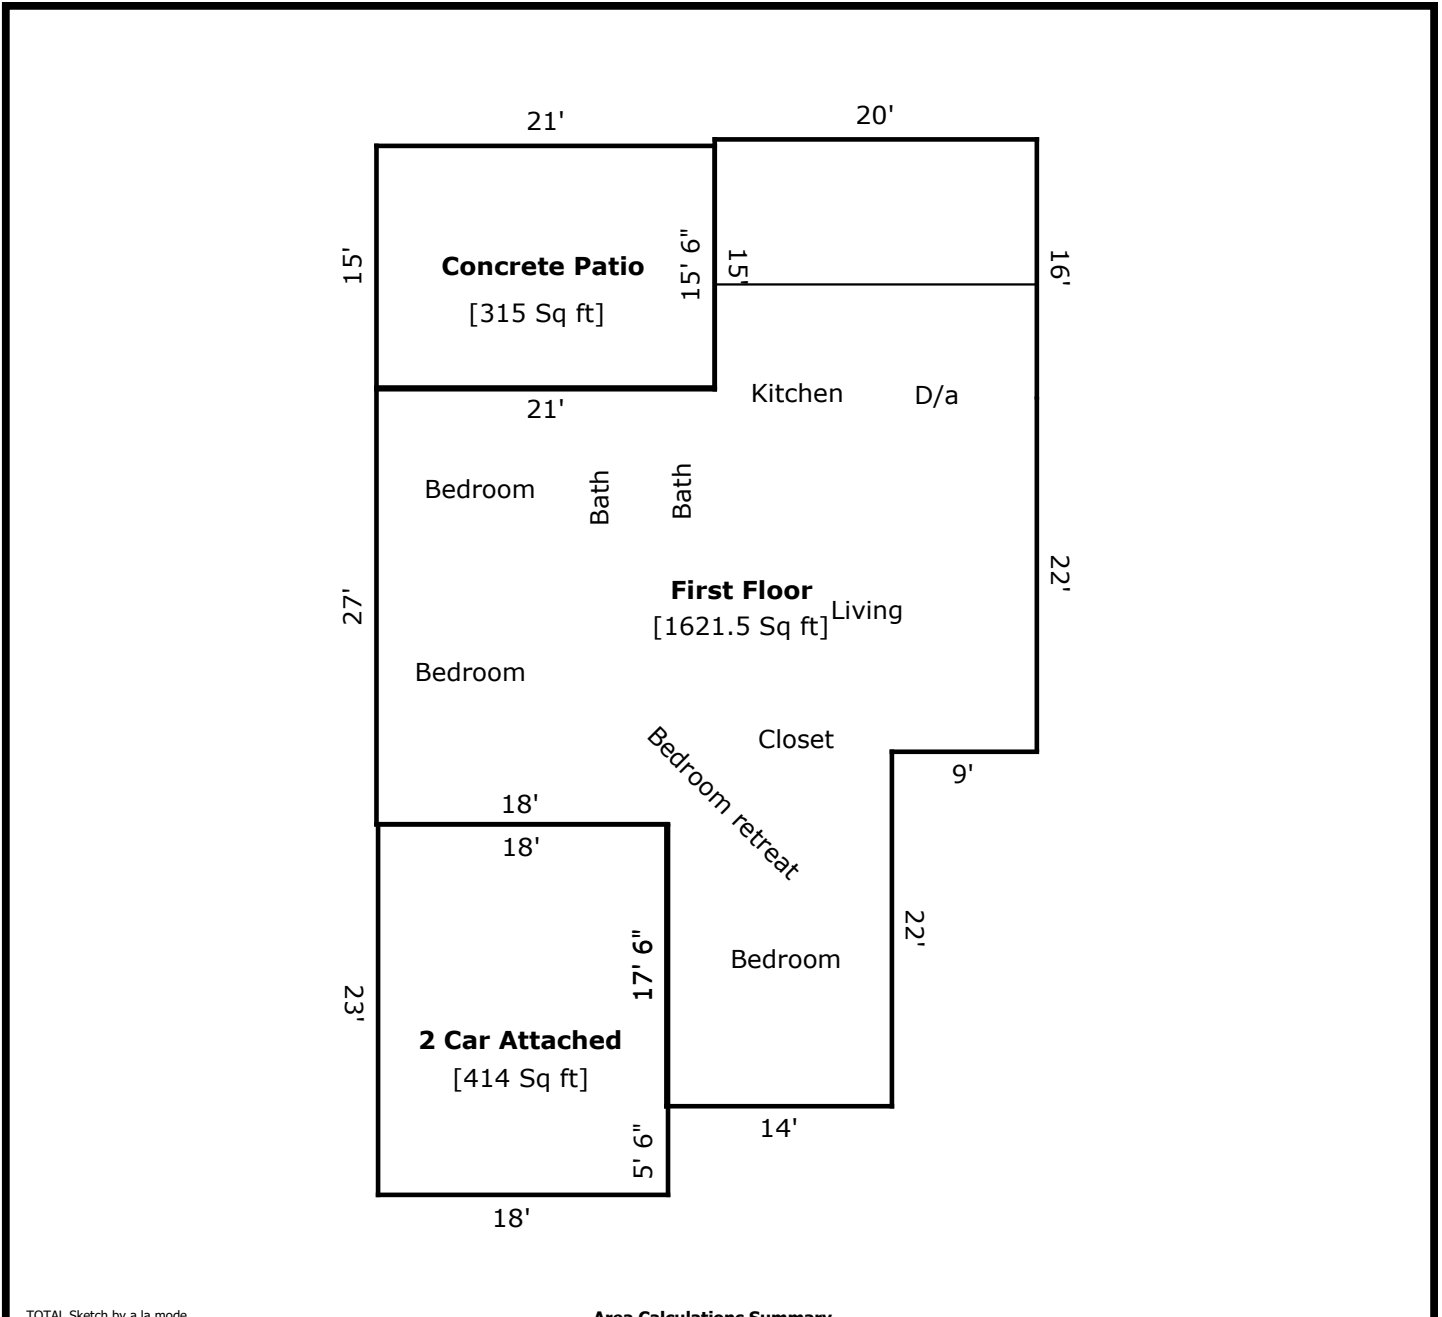 21'
20'
15'
Concrete Patio
[315 Sq ft]
15' 6"
15'
16'
21'
Kitchen
D/a
Bedroom
Bath
Bath
27'
First Floor
[1621.5 Sq ft]
Living
22'
Bedroom
Closet
Bedroom retreat
9'
18'
18'
22'
17' 6"
Bedroom
23'
2 Car Attached
[414 Sq ft]
14'
5' 6"
18'
TOTAL Sketch by a la mode
Area Calculations Summary